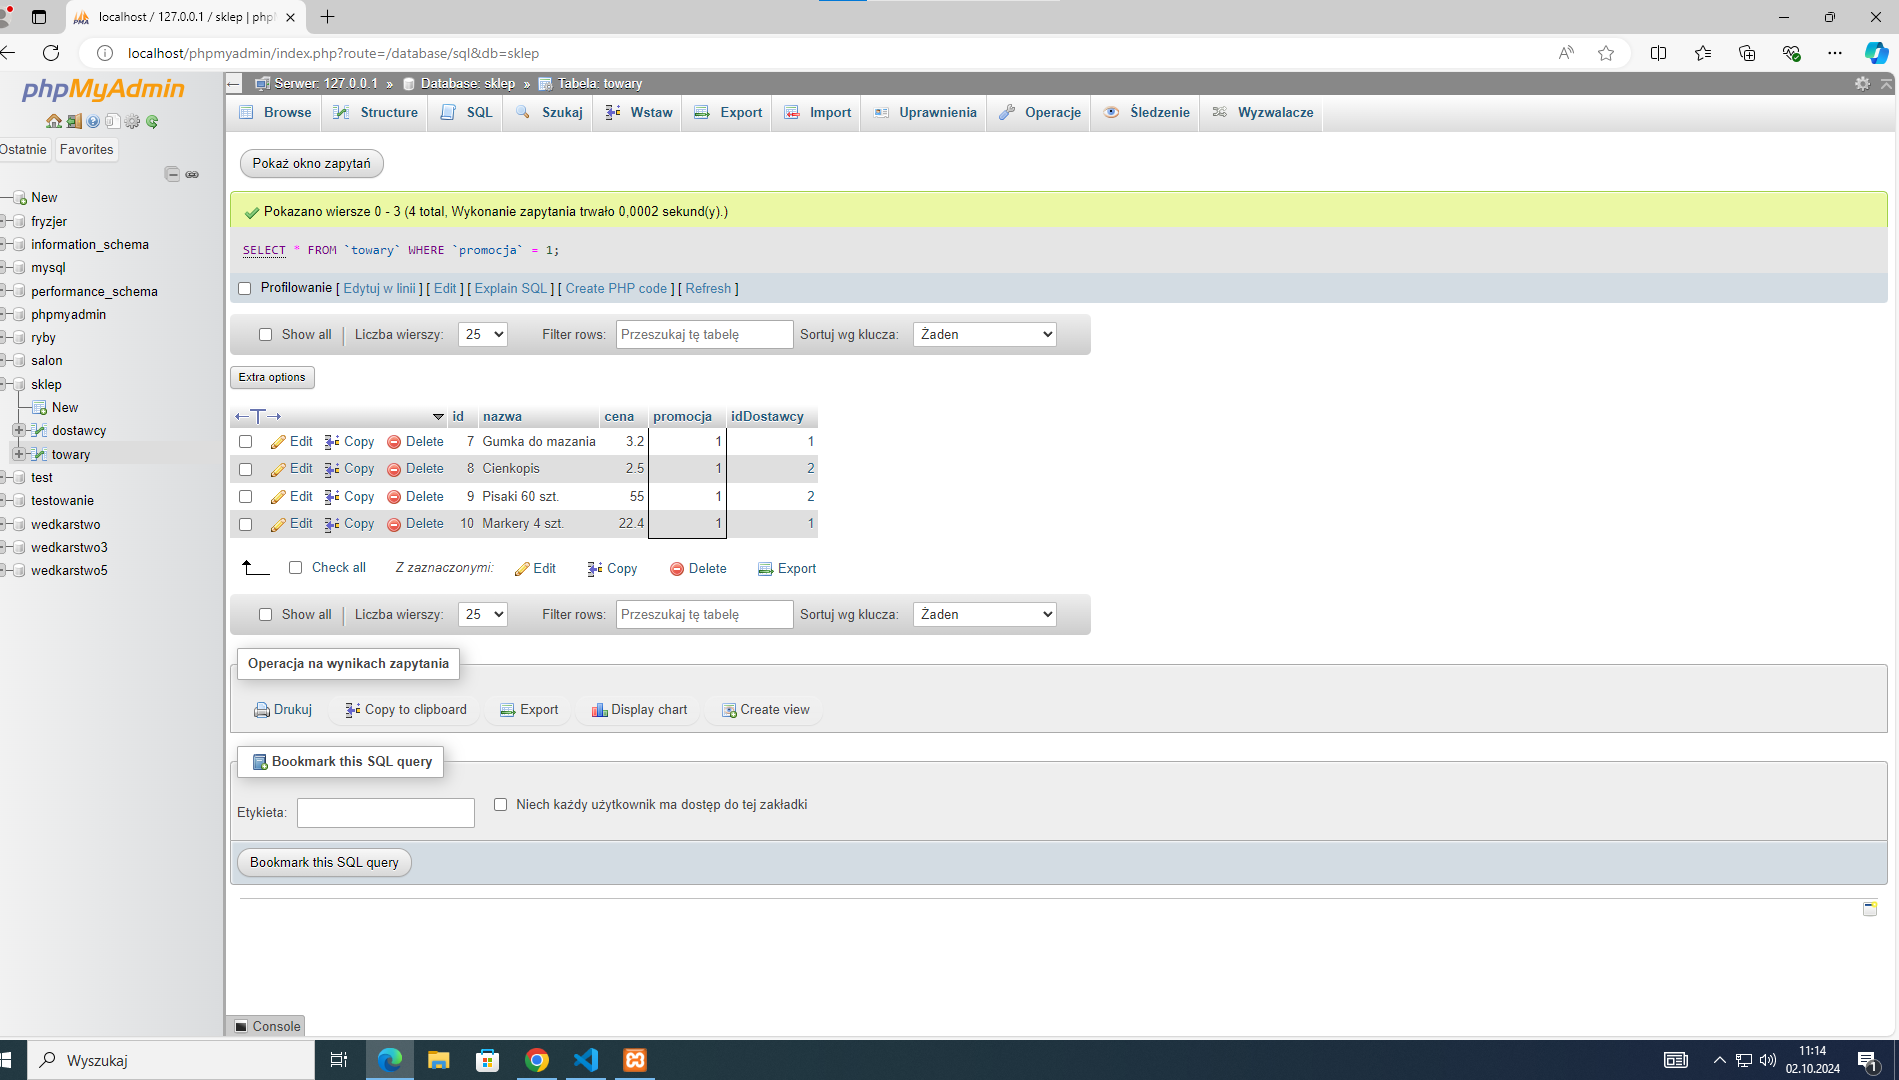 localhost / 127.0.0.1 / sklep | php
localhost/phpmyadmin/index.php?route=/database/sql&db=sklep
phpMyAdmin
Ostatnie Favorites
New
fryzjer
information_schema
mysql
performance_schema
phpmyadmin
ryby
salon
sklep
New
dostawcy
towary
test
testowanie
wedkarstwo
wedkarstwo3
wedkarstwo5
Serwer: 127.0.0.1 » Database: sklep » Tabela: towary
Browse Structure SQL Szukaj Wstaw Export Import Uprawnienia Operacje Śledzenie Wyzwalacze
Pokaż okno zapytań
Pokazano wiersze 0 - 3 (4 total, Wykonanie zapytania trwało 0,0002 sekund(y).)
SELECT * FROM `towary` WHERE `promocja` = 1;
Profilowanie [ Edytuj w linii ] [ Edit ] [ Explain SQL ] [ Create PHP code ] [ Refresh ]
Show all Liczba wierszy: 25 Filter rows: Przeszukaj tę tabelę Sortuj wg klucza: Żaden
Extra options
←T→ id nazwa cena promocja idDostawcy
Edit Copy Delete 7 Gumka do mazania 3.2 1 1
Edit Copy Delete 8 Cienkopis 2.5 1 2
Edit Copy Delete 9 Pisaki 60 szt. 55 1 2
Edit Copy Delete 10 Markery 4 szt. 22.4 1 1
Check all Z zaznaczonymi: Edit Copy Delete Export
Show all Liczba wierszy: 25 Filter rows: Przeszukaj tę tabelę Sortuj wg klucza: Żaden
Operacja na wynikach zapytania
Drukuj Copy to clipboard Export Display chart Create view
Bookmark this SQL query
Etykieta: Niech każdy użytkownik ma dostęp do tej zakładki
Bookmark this SQL query
Console
Wyszukaj
11:14
02.10.2024
1